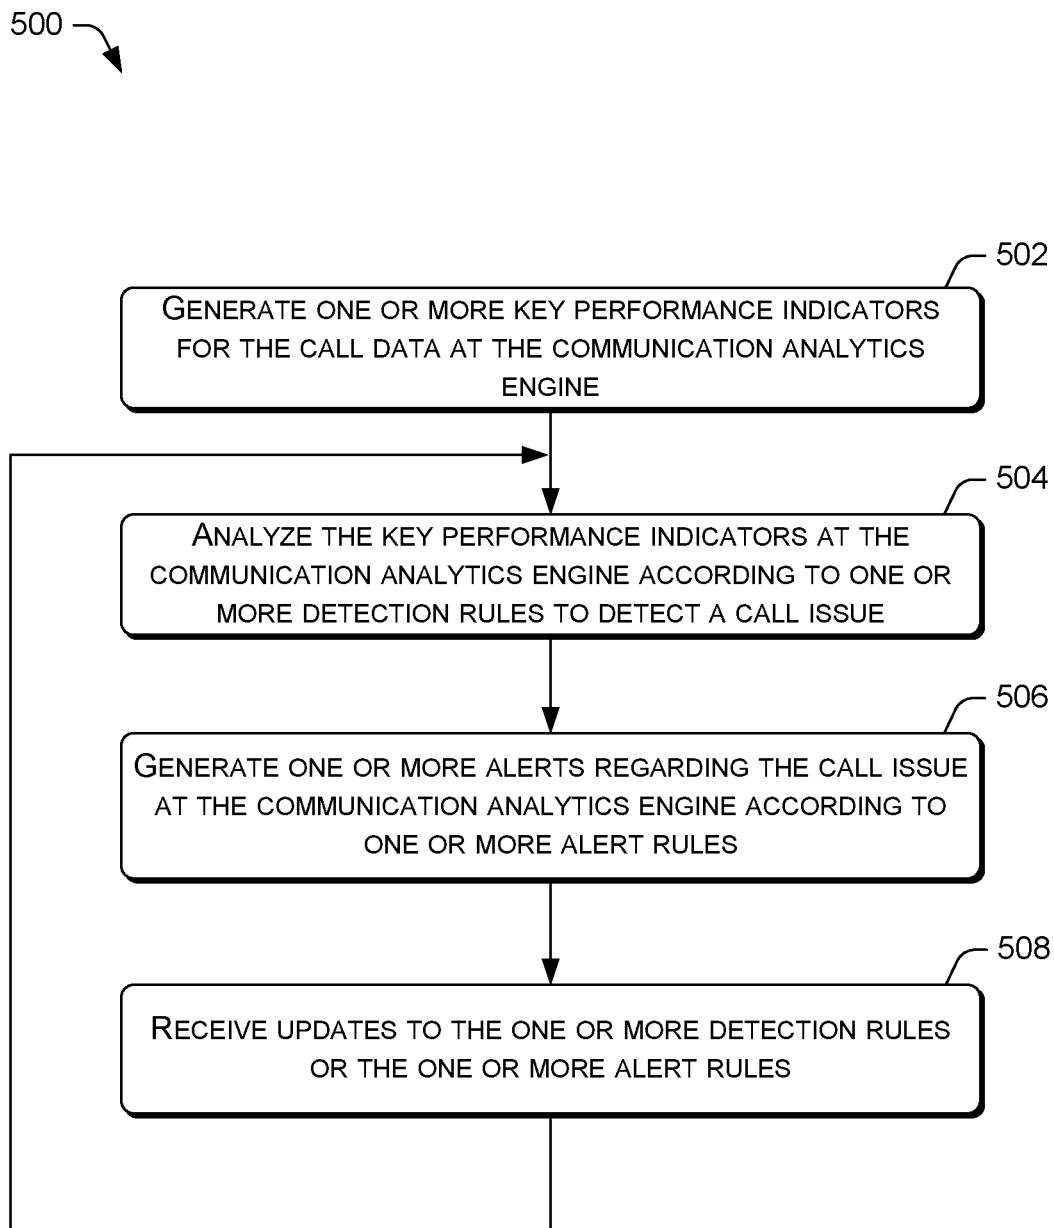 500
502
GENERATE ONE OR MORE KEY PERFORMANCE INDICATORS
FOR THE CALL DATA AT THE COMMUNICATION ANALYTICS
ENGINE
504
ANALYZE THE KEY PERFORMANCE INDICATORS AT THE
COMMUNICATION ANALYTICS ENGINE ACCORDING TO ONE OR
MORE DETECTION RULES TO DETECT A CALL ISSUE
506
GENERATE ONE OR MORE ALERTS REGARDING THE CALL ISSUE
AT THE COMMUNICATION ANALYTICS ENGINE ACCORDING TO
ONE OR MORE ALERT RULES
508
RECEIVE UPDATES TO THE ONE OR MORE DETECTION RULES
OR THE ONE OR MORE ALERT RULES